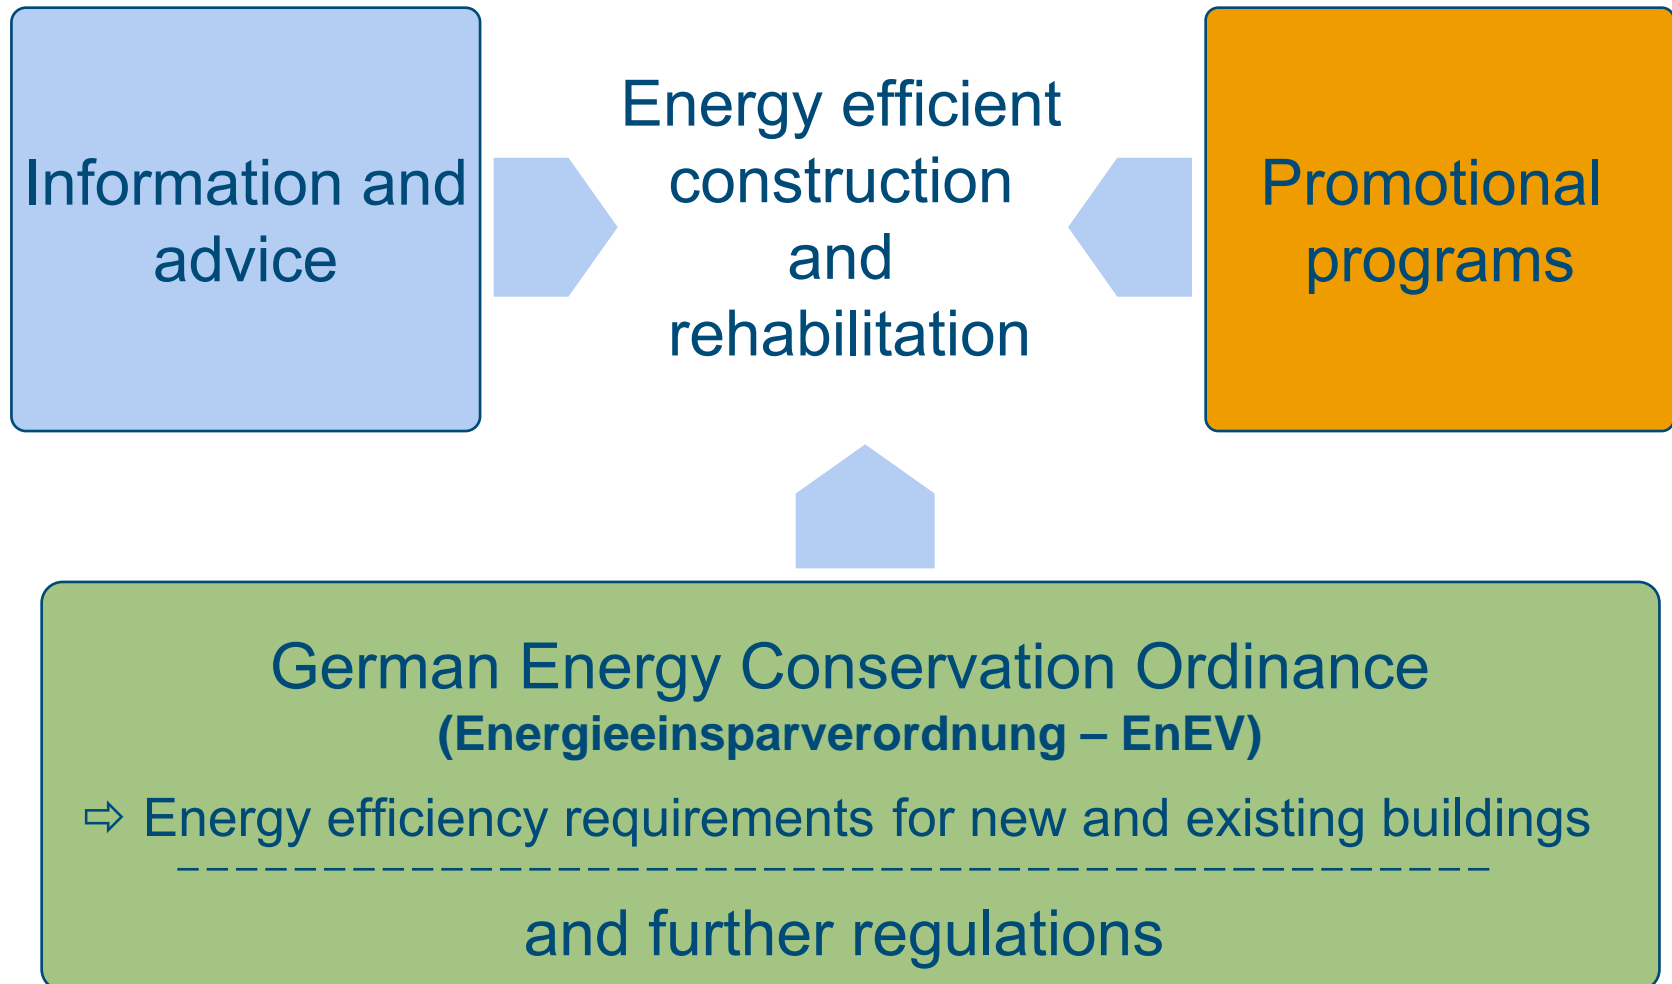 Information and
advice
Energy efficient
construction
and
rehabilitation
Promotional
programs
German Energy Conservation Ordinance
(Energieeinsparverordnung – EnEV)
⇨ Energy efficiency requirements for new and existing buildings
and further regulations